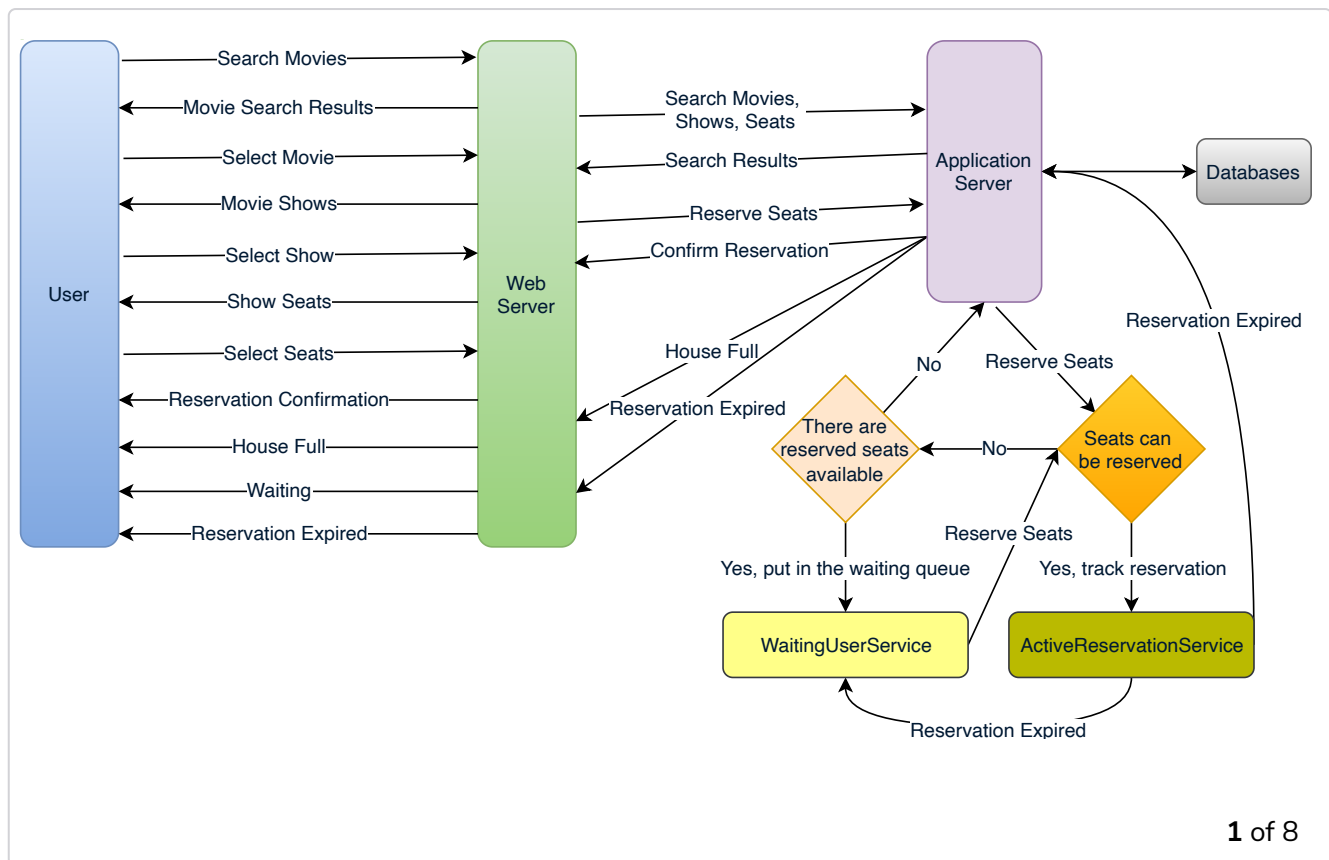 Search Movies
Movie Search Results
Select Movie
Movie Shows
Select Show
Show Seats
Select Seats
Reservation Confirmation
House Full
Waiting
Reservation Expired
User
Web
Server
Search Movies,
Shows, Seats
Search Results
Reserve Seats
Confirm Reservation
House Full
Reservation Expired
Application
Server
Databases
Reservation Expired
No
Reserve Seats
There are
reserved seats
available
No
Seats can
be reserved
Reserve Seats
Yes, put in the waiting queue
Yes, track reservation
WaitingUserService
ActiveReservationService
Reservation Expired
1 of 8